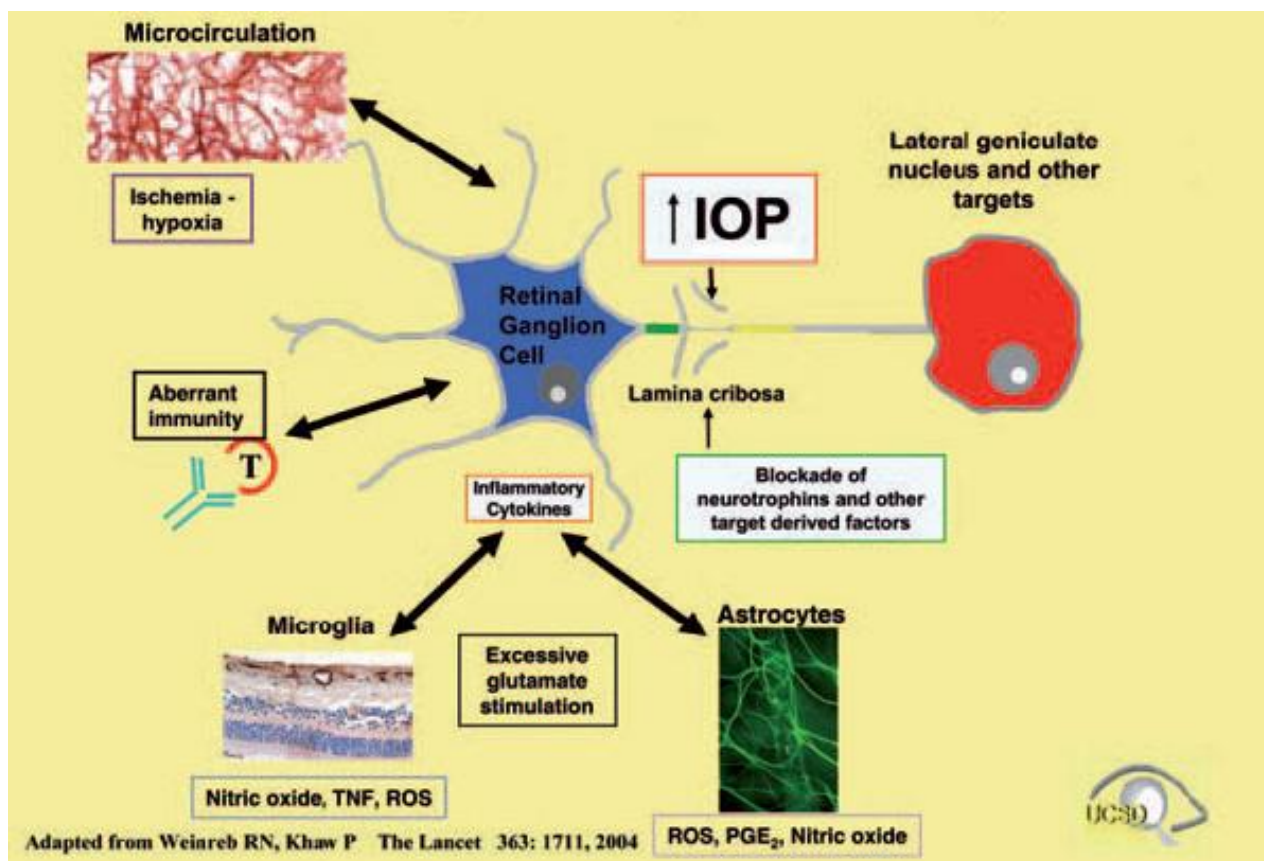 Microcirculation
Ischemia -
hypoxia
↑ IOP
Lateral geniculate
nucleus and other
targets
Retinal
Ganglion
Cell
Aberrant
immunity
T
Lamina cribosa
Inflammatory
Cytokines
Blockade of
neurotrophins and other
target derived factors
Microglia
Excessive
glutamate
stimulation
Astrocytes
Nitric oxide, TNF, ROS
ROS, PGE₂, Nitric oxide
UCSD
Adapted from Weinreb RN, Khaw P The Lancet 363: 1711, 2004